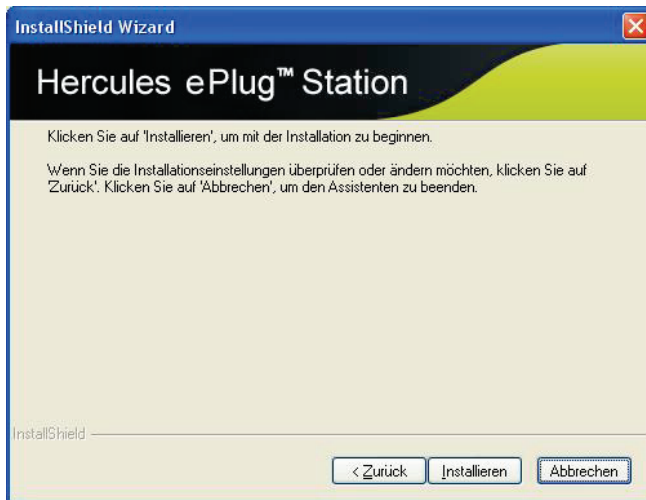 InstallShield Wizard
Hercules ePlug™ Station
Klicken Sie auf 'Installieren', um mit der Installation zu beginnen.
Wenn Sie die Installationseinstellungen überprüfen oder ändern möchten, klicken Sie auf
'Zurück'. Klicken Sie auf 'Abbrechen', um den Assistenten zu beenden.
InstallShield
< Zurück Installieren Abbrechen